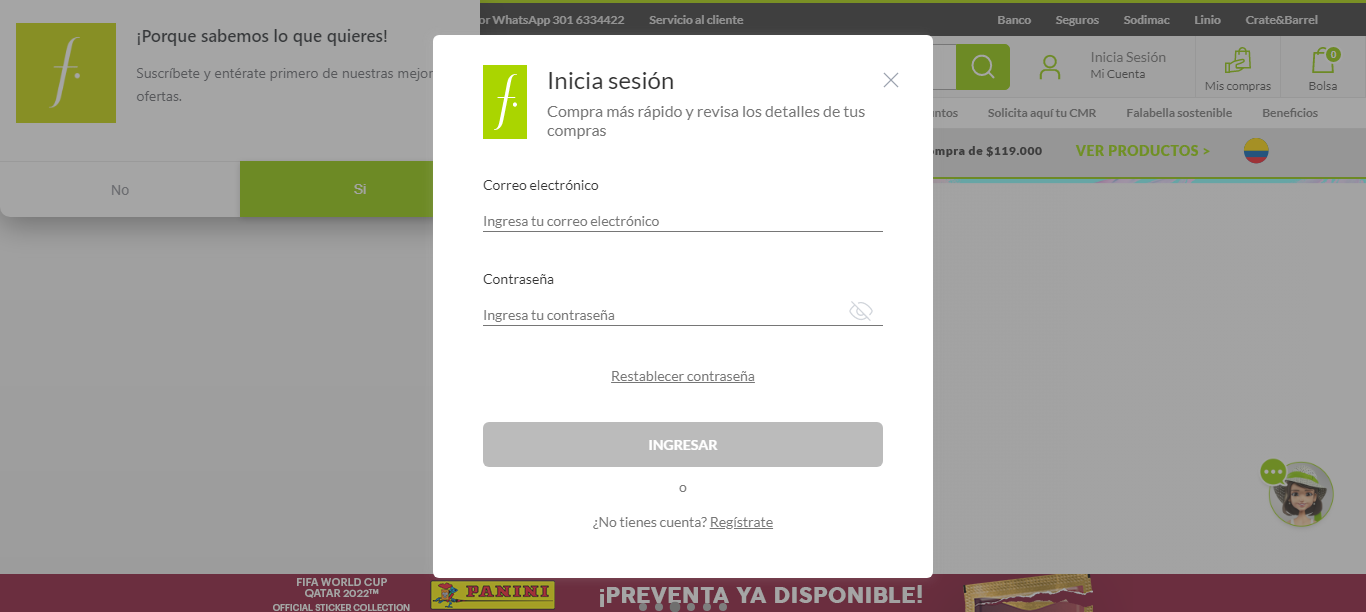 or WhatsApp 301 6334422 Servicio al cliente Banco Seguros Sodimac Linio Crate&Barrel
¡Porque sabemos lo que quieres!
Suscríbete y entérate primero de nuestras mejor
ofertas.
No
Si
Inicia Sesión
Mi Cuenta
Mis compras
0
Bolsa
ntos Solicita aquí tu CMR Falabella sostenible Beneficios
ompra de $119.000 VER PRODUCTOS >
f.
f.
Inicia sesión
Compra más rápido y revisa los detalles de tus
compras
Correo electrónico
Ingresa tu correo electrónico
Contraseña
Ingresa tu contraseña
Restablecer contraseña
INGRESAR
o
¿No tienes cuenta? Regístrate
FIFA WORLD CUP
QATAR 2022™
OFFICIAL STICKER COLLECTION
PANINI
¡PREVENTA YA DISPONIBLE!